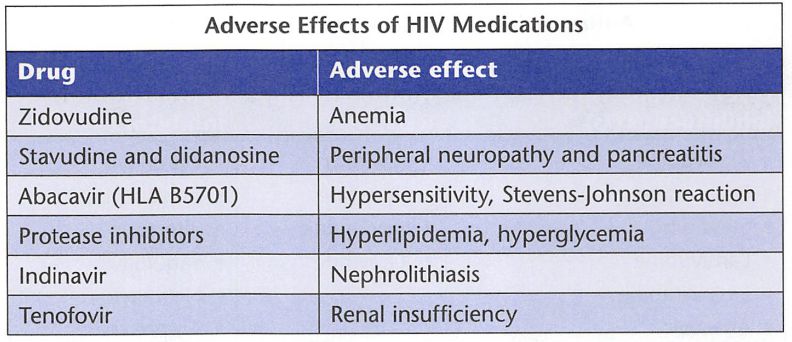 Adverse Effects of HIV Medications
Drug Adverse effect
Zidovudine Anemia
Stavudine and didanosine Peripheral neuropathy and pancreatitis
Abacavir (HLA B5701) Hypersensitivity, Stevens-Johnson reaction
Protease inhibitors Hyperlipidemia, hyperglycemia
Indinavir Nephrolithiasis
Tenofovir Renal insufficiency